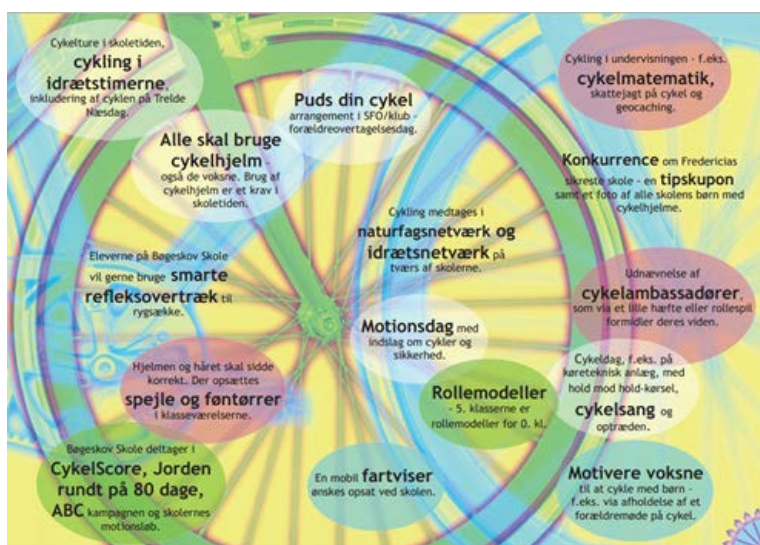 Cykelture i skoletiden,
cykling i
idrætstimerne,
inkludering af cyklen på Trelde
Næsdag.
Puds din cykel
arrangement i SFO/klub -
forældreovertagelsesdag.
Cykling i undervisningen - f.eks.
cykelmatematik,
skattejagt på cykel og
geocaching.
Alle skal bruge
cykelhjelm -
også de voksne. Brug af
cykelhjelm er et krav i
skoletiden.
Konkurrence om Fredericias
sikreste skole - en tipskupon
samt et foto af alle skolens børn med
cykelhjelme.
Cykling medtages i
naturfagsnetværk og
idrætsnetværk på
tværs af skolerne.
Eleverne på Bøgeskov Skole
vil gerne bruge smarte
refleksovertræk til
rygsække.
Udnævnelse af
cykelambassadører,
som via et lille hæfte eller rollespil
formidler deres viden.
Motionsdag med
indslag om cykler og
sikkerhed.
Cykeldag, f.eks. på
køreteknisk anlæg, med
hold mod hold-kørsel,
cykelsang og
optræden.
Hjelmen og håret skal sidde
korrekt. Der opsættes
spejle og føntørrer
i klasseværelserne.
Rollemodeller
- 5. klasserne er
rollemodeller for 0. kl.
Bøgeskov Skole deltager i
CykelScore, Jorden
rundt på 80 dage,
ABC kampagnen og skolernes
motionsløb.
En mobil fartviser
ønskes opsat ved skolen.
Motivere voksne
til at cykle med børn -
f.eks. via afholdelse af et
forældremøde på cykel.